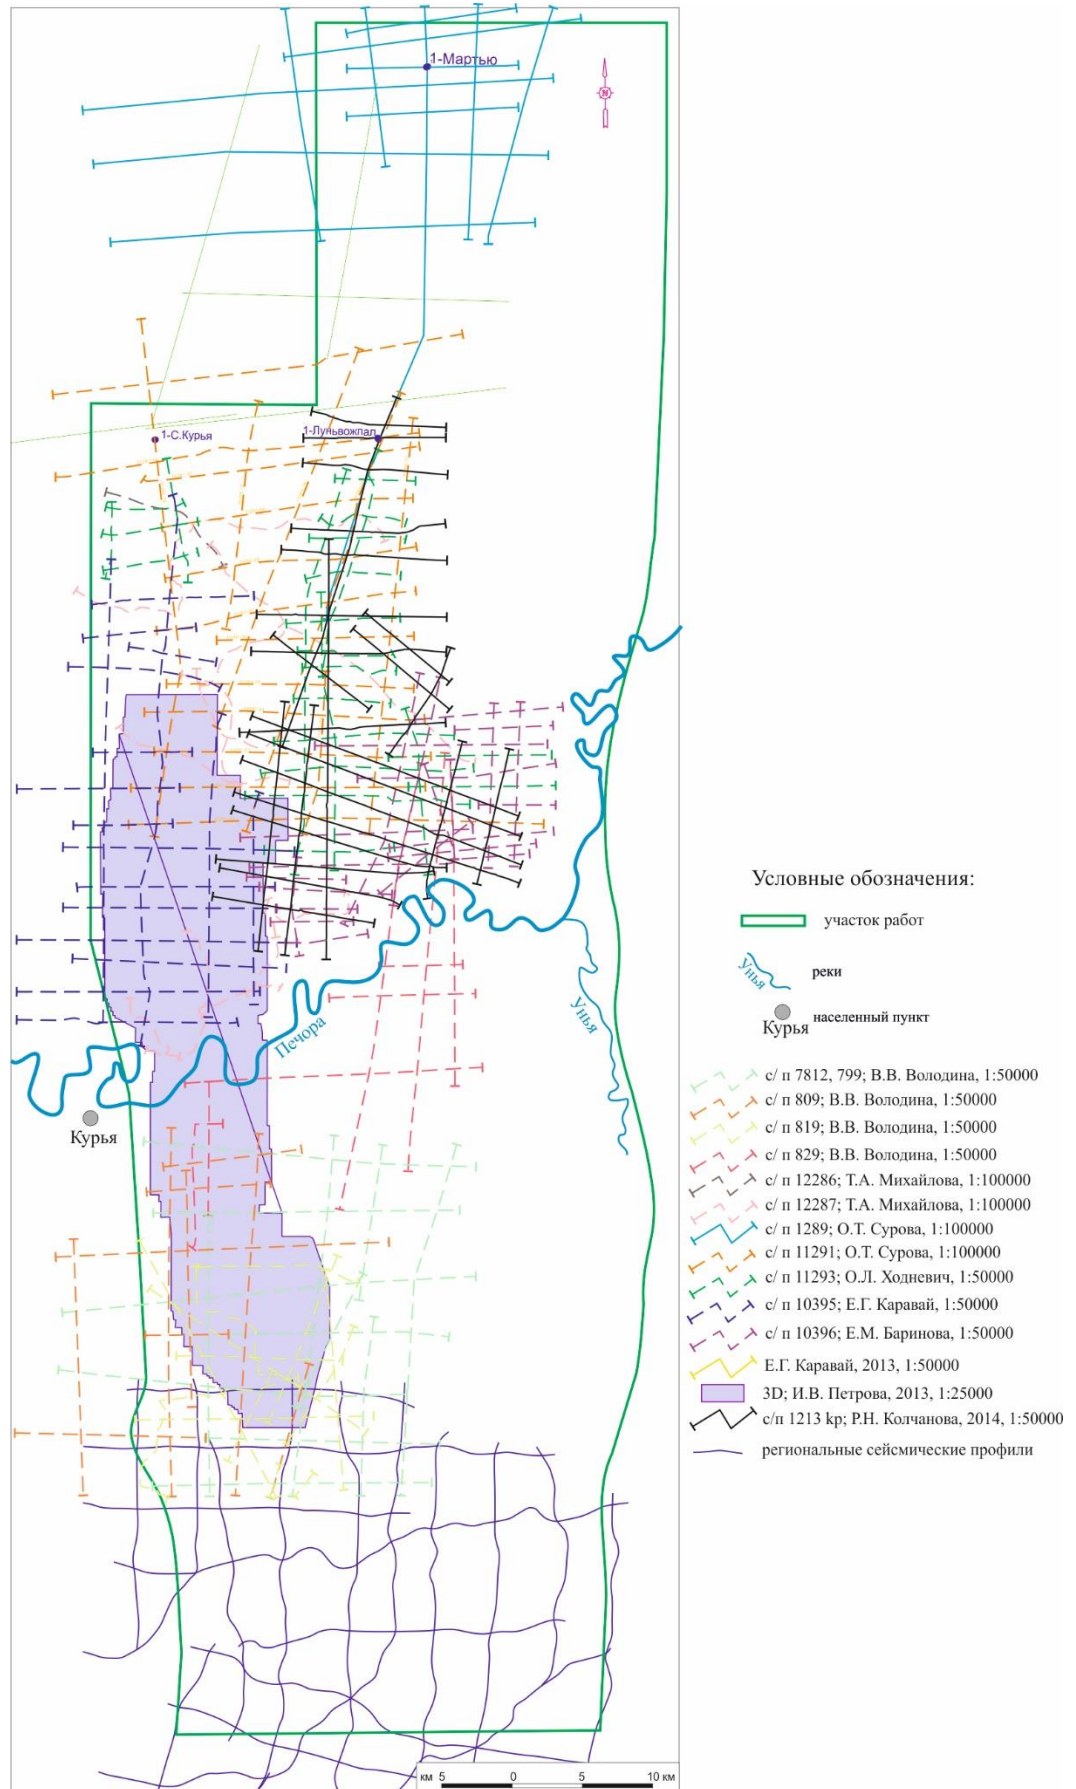 1-Мартью
N
1-С.Курья
1-Луньвожпал
Печора
Унья
Курья
Условные обозначения:
участок работ
Унья
реки
Курья
населенный пункт
с/ п 7812, 799; В.В. Володина, 1:50000
с/ п 809; В.В. Володина, 1:50000
с/ п 819; В.В. Володина, 1:50000
с/ п 829; В.В. Володина, 1:50000
с/ п 12286; Т.А. Михайлова, 1:100000
с/ п 12287; Т.А. Михайлова, 1:100000
с/ п 1289; О.Т. Сурова, 1:100000
с/ п 11291; О.Т. Сурова, 1:100000
с/ п 11293; О.Л. Ходневич, 1:50000
с/ п 10395; Е.Г. Каравай, 1:50000
с/ п 10396; Е.М. Баринова, 1:50000
Е.Г. Каравай, 2013, 1:50000
3D; И.В. Петрова, 2013, 1:25000
с/п 1213 kp; Р.Н. Колчанова, 2014, 1:50000
региональные сейсмические профили
км 5 0 5 10 км